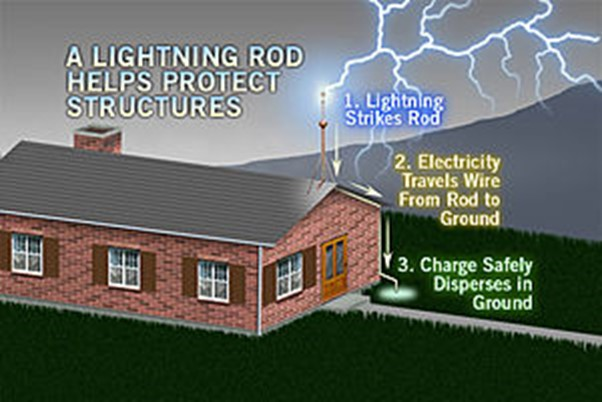 A LIGHTNING ROD
HELPS PROTECT
STRUCTURES
1. Lightning
Strikes Rod
2. Electricity
Travels Wire
From Rod to
Ground
3. Charge Safely
Disperses in
Ground